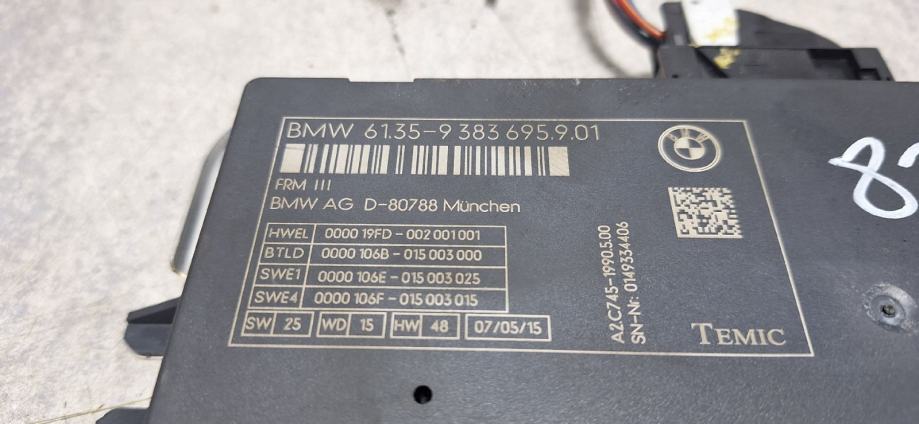 BMW 61.35-9 383 695.9.01
FRM III
BMW AG D-80788 München
HWEL 0000 19FD - 002 001 001
BTLD 0000 106B - 015 003 000
SWE1 0000 106E - 015 003 025
SWE4 0000 106F - 015 003 015
SW 25 WD 15 HW 48 07/05/15
A2C745-1990.5.00
SN-Nr: 0149334406
TEMIC
BMW